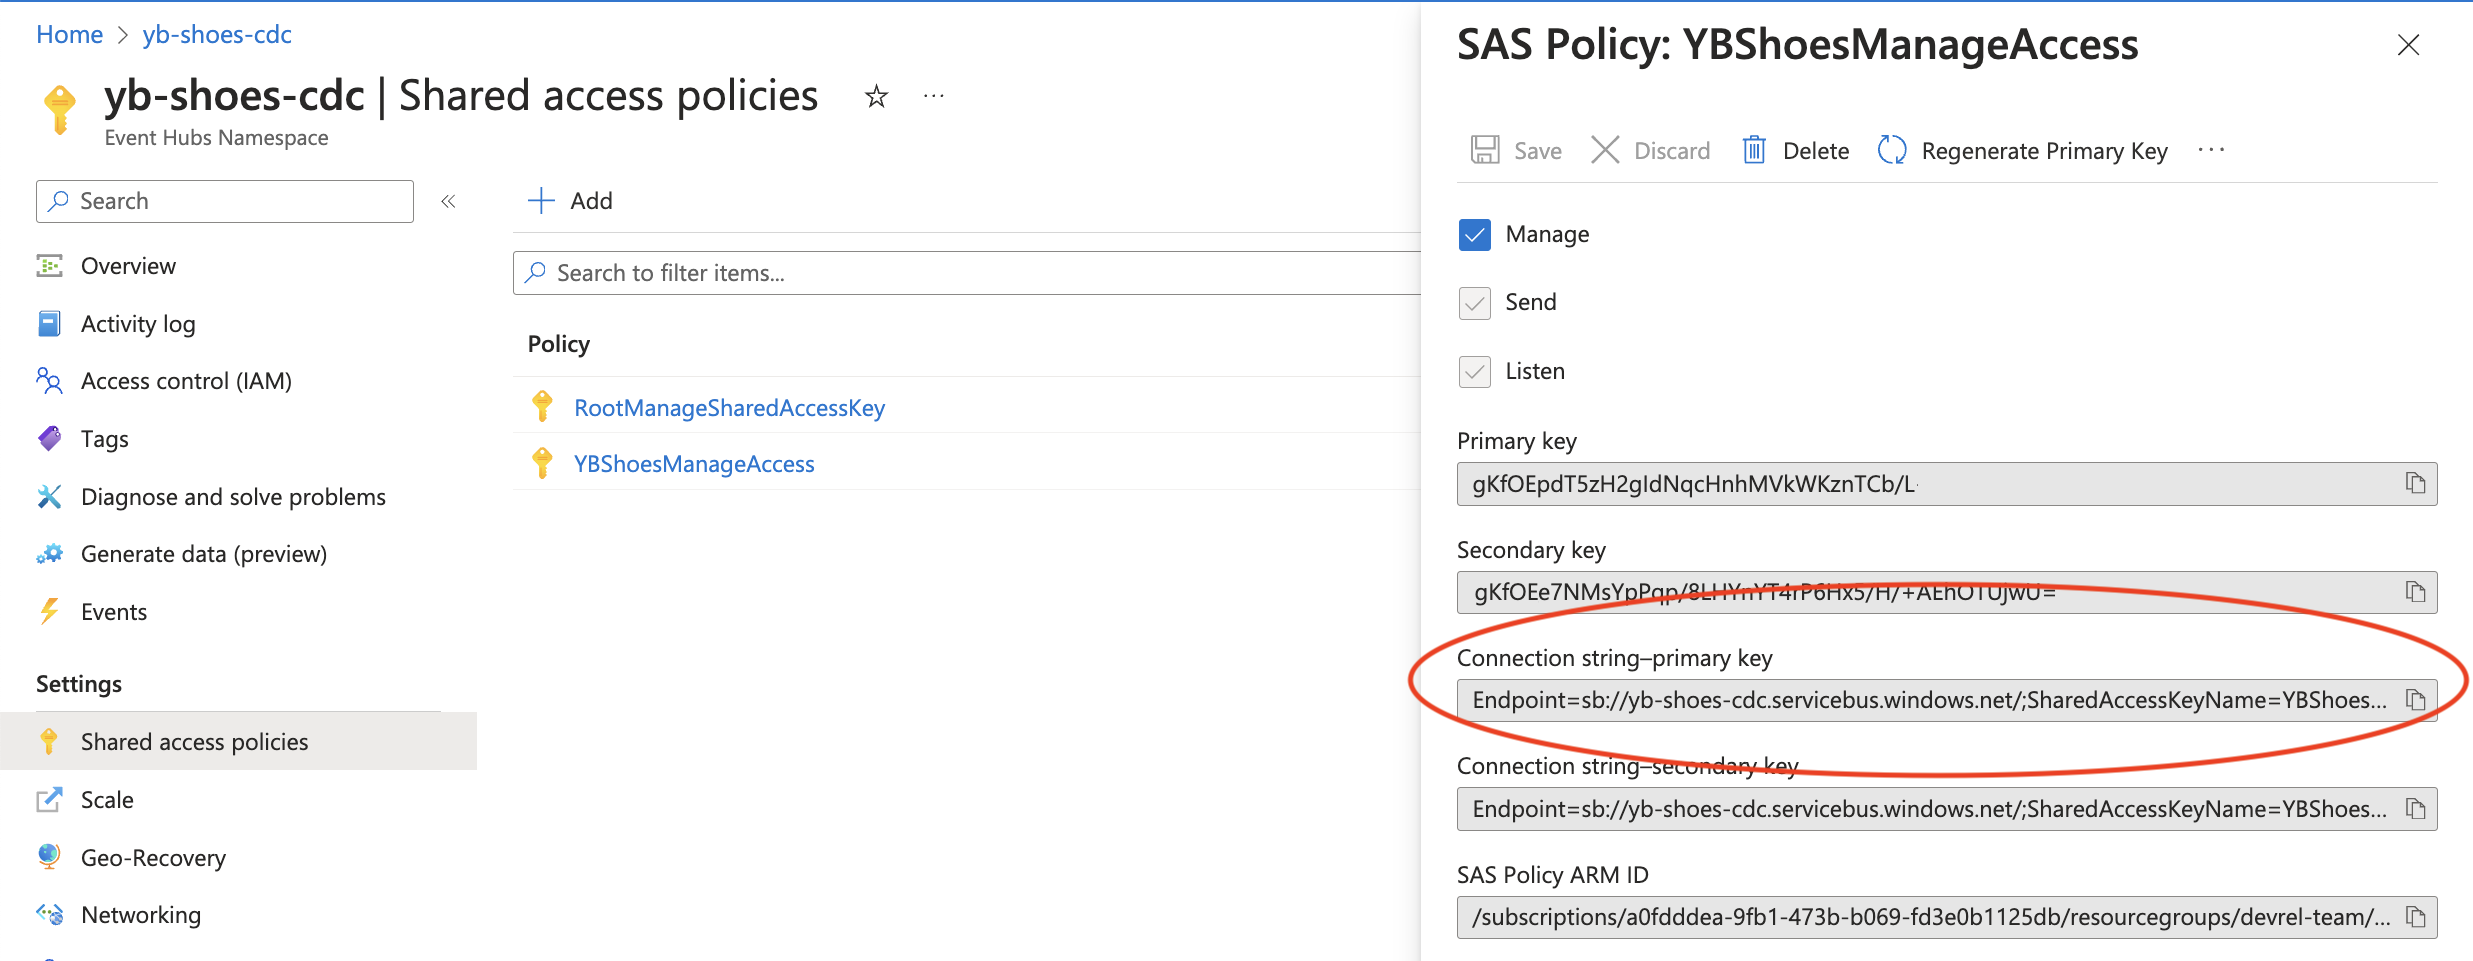 Home > yb-shoes-cdc
yb-shoes-cdc | Shared access policies
Event Hubs Namespace
Search
Overview
Activity log
Access control (IAM)
Tags
Diagnose and solve problems
Generate data (preview)
Events
Settings
Shared access policies
Scale
Geo-Recovery
Networking
Add
Search to filter items...
Policy
RootManageSharedAccessKey
YBShoesManageAccess
SAS Policy: YBShoesManageAccess
Save Discard Delete Regenerate Primary Key ...
Manage
Send
Listen
Primary key
gKfOEpdT5zH2gIdNqcHnhMVkWKznTCb/L
Secondary key
Connection string–primary key
Endpoint=sb://yb-shoes-cdc.servicebus.windows.net/;SharedAccessKeyName=YBShoes...
Connection string–secondary key
Endpoint=sb://yb-shoes-cdc.servicebus.windows.net/;SharedAccessKeyName=YBShoes...
SAS Policy ARM ID
/subscriptions/a0fdddea-9fb1-473b-b069-fd3e0b1125db/resourcegroups/devrel-team/...